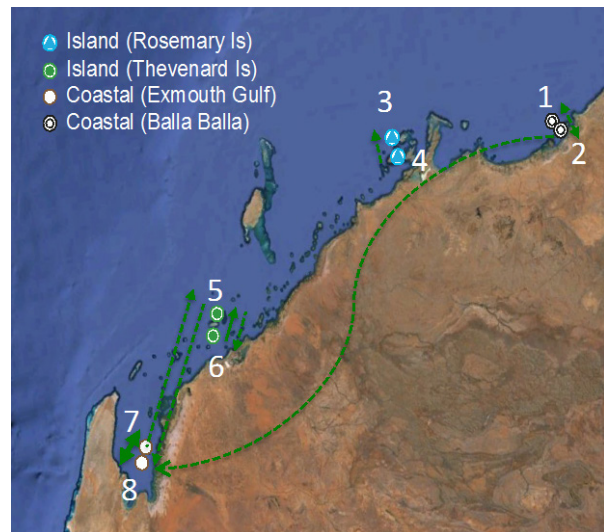 Island (Rosemary Is)
Island (Thevenard Is)
Coastal (Exmouth Gulf)
Coastal (Balla Balla)
1
2
3
4
5
6
7
8